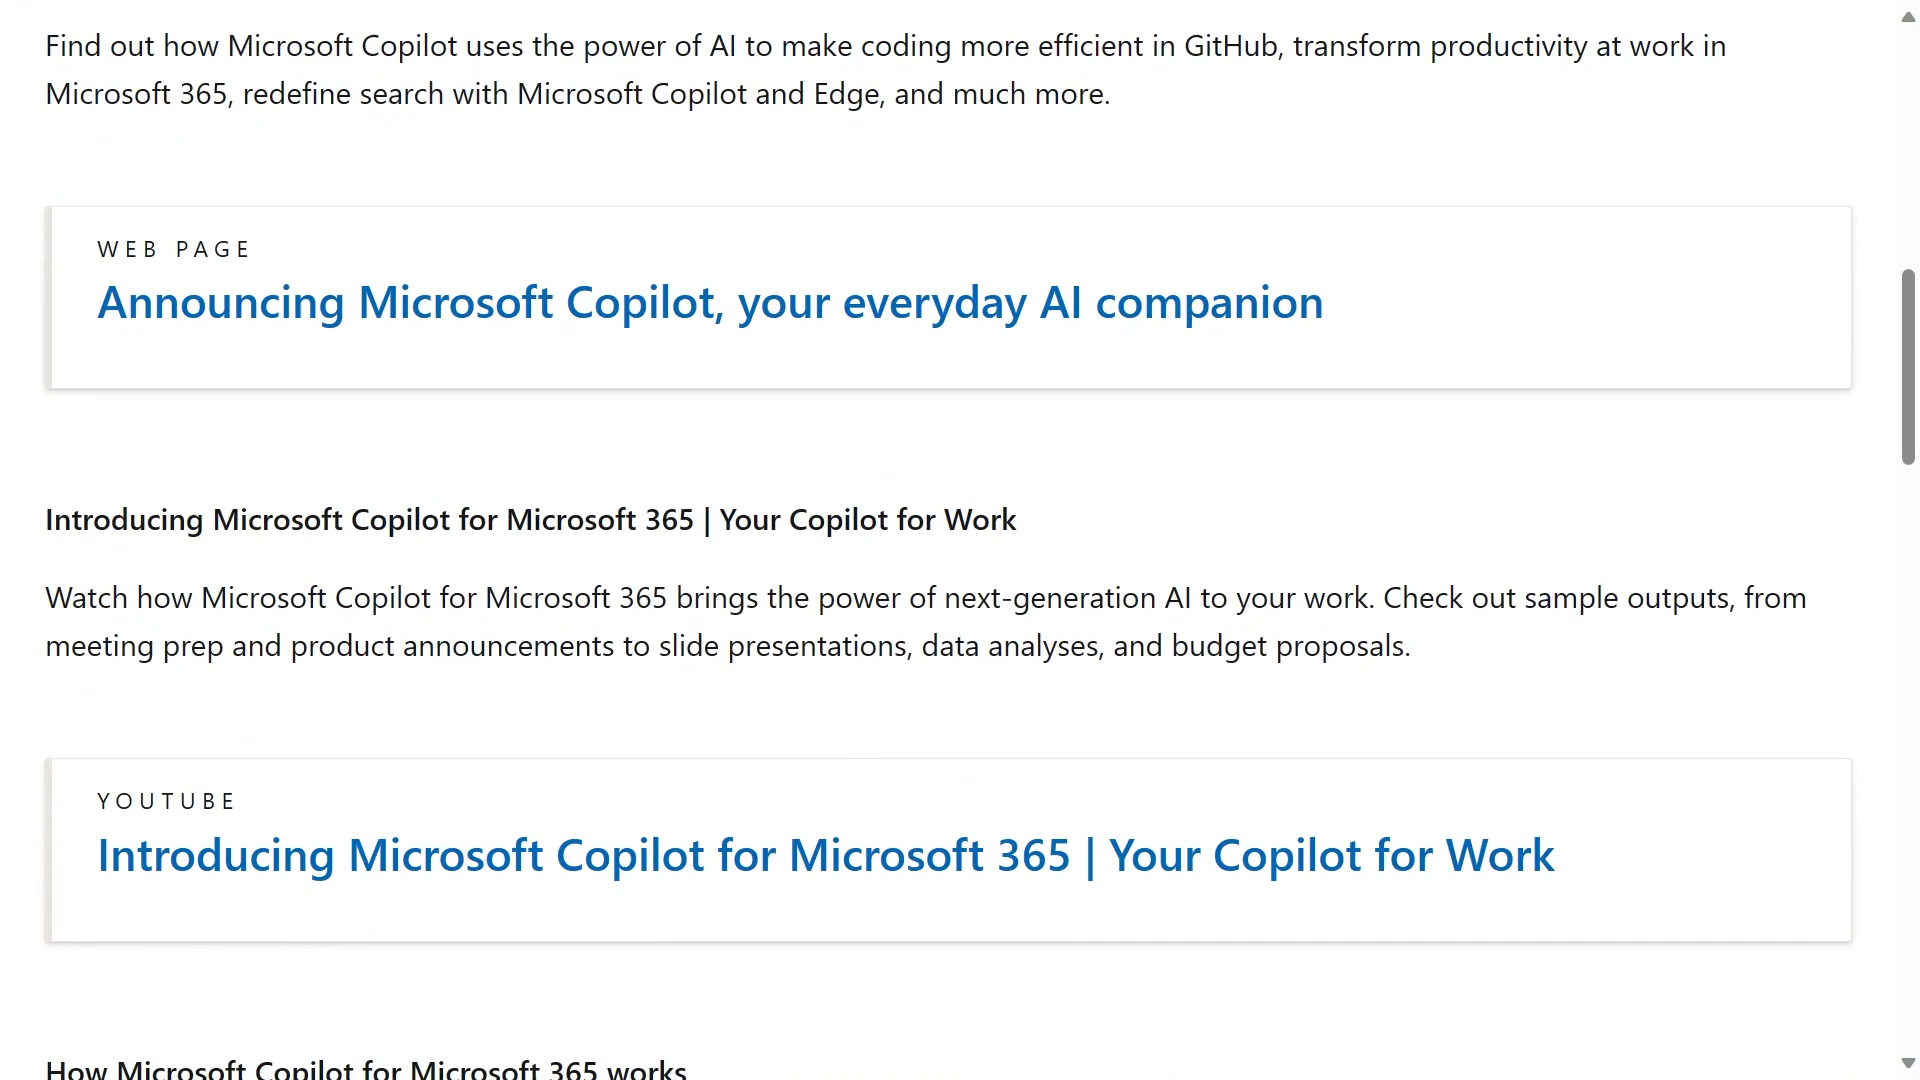 Find out how Microsoft Copilot uses the power of AI to make coding more efficient in GitHub, transform productivity at work in
Microsoft 365, redefine search with Microsoft Copilot and Edge, and much more.
WEB PAGE
Announcing Microsoft Copilot, your everyday AI companion
Introducing Microsoft Copilot for Microsoft 365 | Your Copilot for Work
Watch how Microsoft Copilot for Microsoft 365 brings the power of next-generation AI to your work. Check out sample outputs, from
meeting prep and product announcements to slide presentations, data analyses, and budget proposals.
YOUTUBE
Introducing Microsoft Copilot for Microsoft 365 | Your Copilot for Work
How Microsoft Copilot for Microsoft 365 works